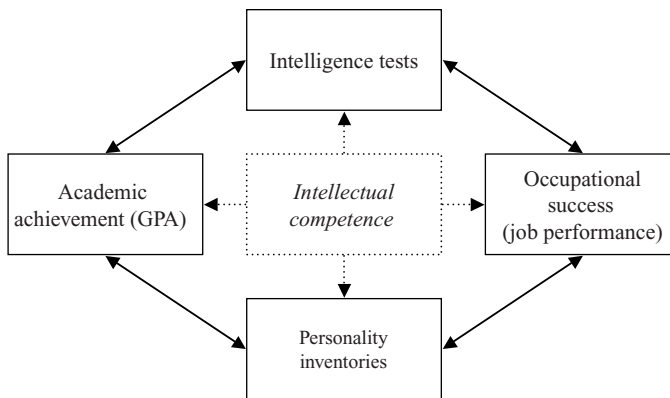 Intelligence tests
Academic
achievement (GPA)
Intellectual
competence
Occupational
success
(job performance)
Personality
inventories